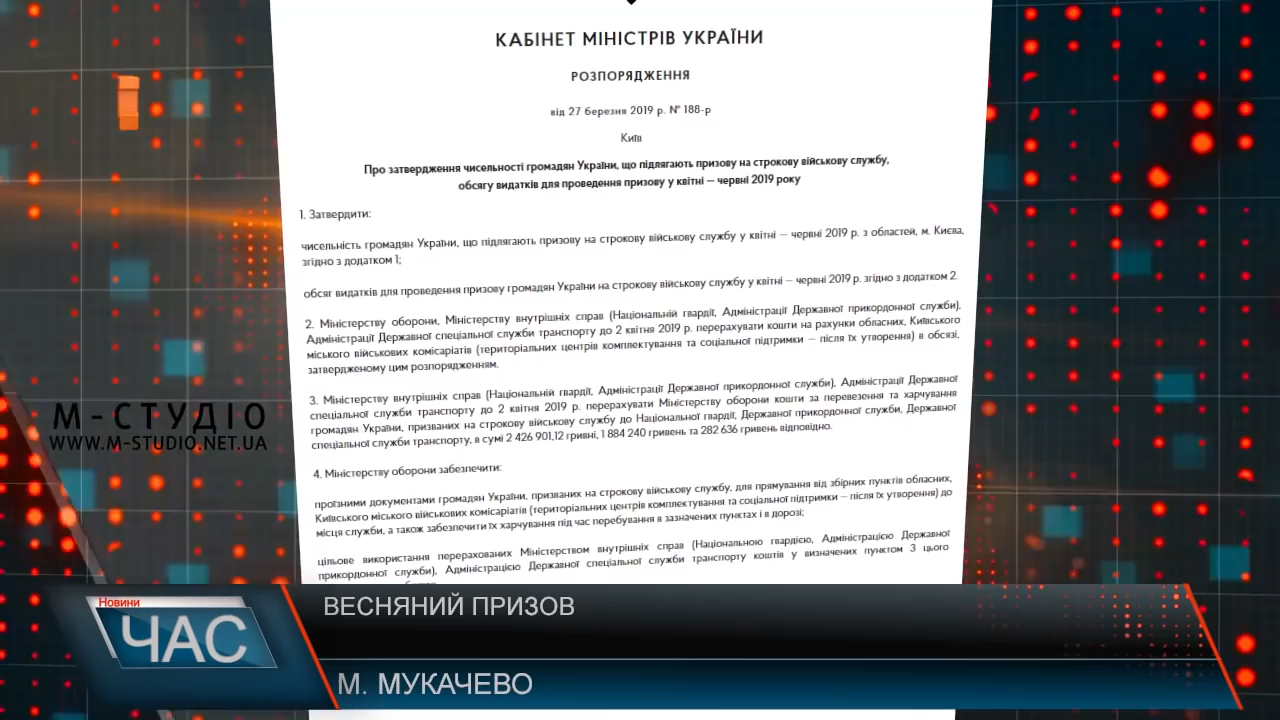 КАБІНЕТ МІНІСТРІВ УКРАЇНИ
РОЗПОРЯДЖЕННЯ
від 27 березня 2019 р. № 188-р
Київ
Про затвердження чисельності громадян України, що підлягають призову на строкову військову службу,
обсягу видатків для проведення призову у квітні — червні 2019 року
1. Затвердити:
чисельність громадян України, що підлягають призову на строкову військову службу у квітні — червні 2019 р. з областей, м. Києва,
згідно з додатком 1;
обсяг видатків для проведення призову громадян України на строкову військову службу у квітні — червні 2019 р. згідно з додатком 2.
2. Міністерству оборони, Міністерству внутрішніх справ (Національній гвардії, Адміністрації Державної прикордонної служби),
Адміністрації Державної спеціальної служби транспорту до 2 квітня 2019 р. перерахувати кошти на рахунки обласних, Київського
міського військових комісаріатів (територіальних центрів комплектування та соціальної підтримки — після їх утворення) в обсязі,
затвердженому цим розпорядженням.
3. Міністерству внутрішніх справ (Національній гвардії, Адміністрації Державної прикордонної служби), Адміністрації Державної
спеціальної служби транспорту до 2 квітня 2019 р. перерахувати Міністерству оборони кошти за перевезення та харчування
громадян України, призваних на строкову військову службу до Національної гвардії, Державної прикордонної служби, Державної
спеціальної служби транспорту, в сумі 2 426 901,12 гривні, 1 884 240 гривень та 282 636 гривень відповідно.
4. Міністерству оборони забезпечити:
проїзними документами громадян України, призваних на строкову військову службу, для прямування від збірних пунктів обласних,
Київського міського військових комісаріатів (територіальних центрів комплектування та соціальної підтримки — після їх утворення) до
місця служби, а також забезпечити їх харчування під час перебування в зазначених пунктах і в дорозі;
цільове використання перерахованих Міністерством внутрішніх справ (Національною гвардією, Адміністрацією Державної
прикордонної служби), Адміністрацією Державної спеціальної служби транспорту коштів у визначених пунктом 3 цього
М-СТУДІО
WWW.M-STUDIO.NET.UA
Новини
ЧАС
ВЕСНЯНИЙ ПРИЗОВ
М. МУКАЧЕВО